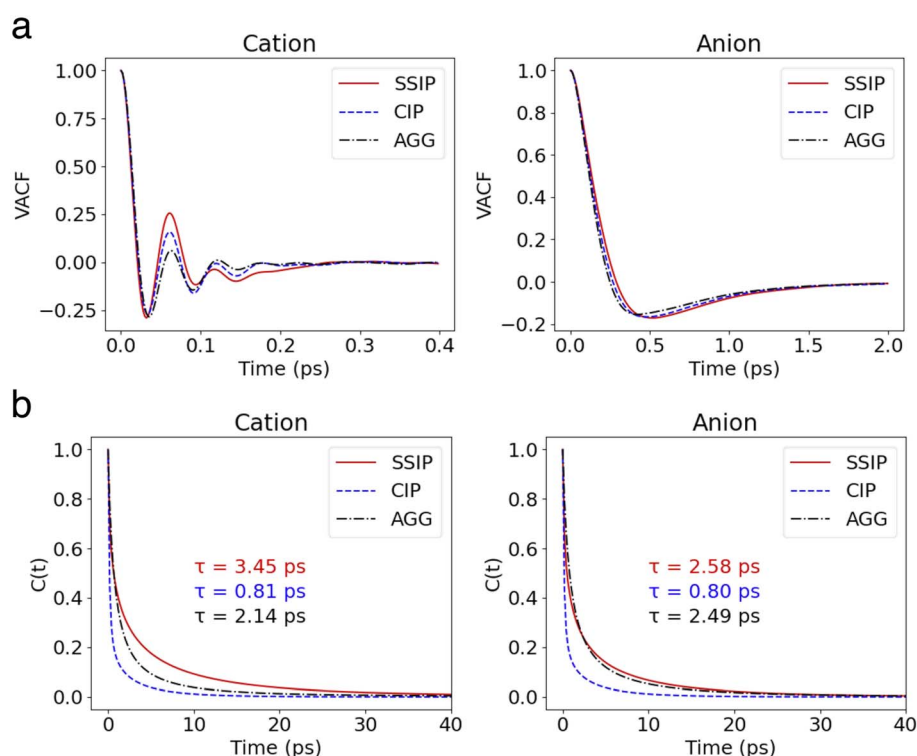 a
Cation
1.00
0.75
0.50
0.25
0.00
−0.25
VACF
0.0 0.1 0.2 0.3 0.4
Time (ps)
SSIP
CIP
AGG
Anion
1.0
0.8
0.6
0.4
0.2
0.0
−0.2
VACF
0.0 0.5 1.0 1.5 2.0
Time (ps)
SSIP
CIP
AGG
b
Cation
1.0
0.8
0.6
0.4
0.2
0.0
C(t)
0 10 20 30 40
Time (ps)
SSIP
CIP
AGG
τ = 3.45 ps
τ = 0.81 ps
τ = 2.14 ps
Anion
1.0
0.8
0.6
0.4
0.2
0.0
C(t)
0 10 20 30 40
Time (ps)
SSIP
CIP
AGG
τ = 2.58 ps
τ = 0.80 ps
τ = 2.49 ps